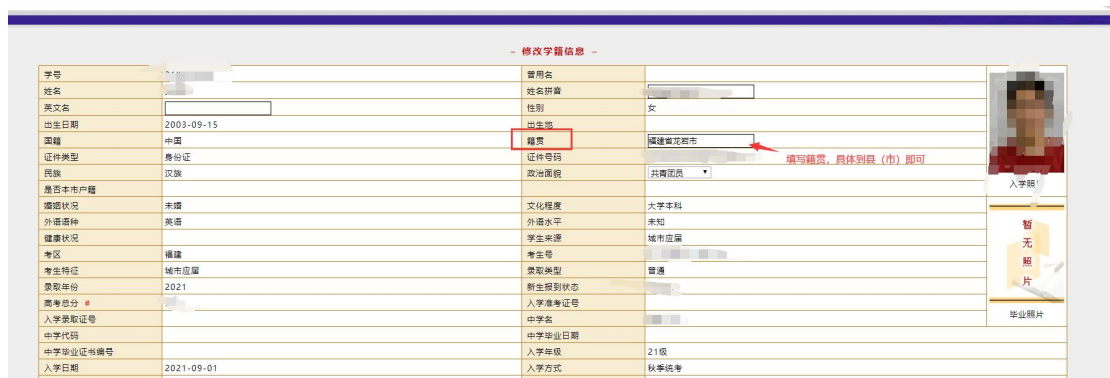 - 修改学籍信息 -
学号 曾用名
姓名 姓名拼音
英文名 性别 女
出生日期 2003-09-15 出生地
国籍 中国 籍贯 福建省龙岩市
证件类型 身份证 证件号码 填写籍贯，具体到县（市）即可
民族 汉族 政治面貌 共青团员
是否本市户籍 入学照
婚姻状况 未婚 文化程度 大学本科
外语语种 英语 外语水平 未知
健康状况 学生来源 城市应届
考区 福建 考生号
考生特征 城市应届 录取类型 普通
录取年份 2021 新生报到状态
暂无照片
高考总分 # 入学准考证号
入学录取证号 中学名 毕业照片
中学代码 中学毕业日期
中学毕业证书编号 入学年级 21级
入学日期 2021-09-01 入学方式 秋季统考